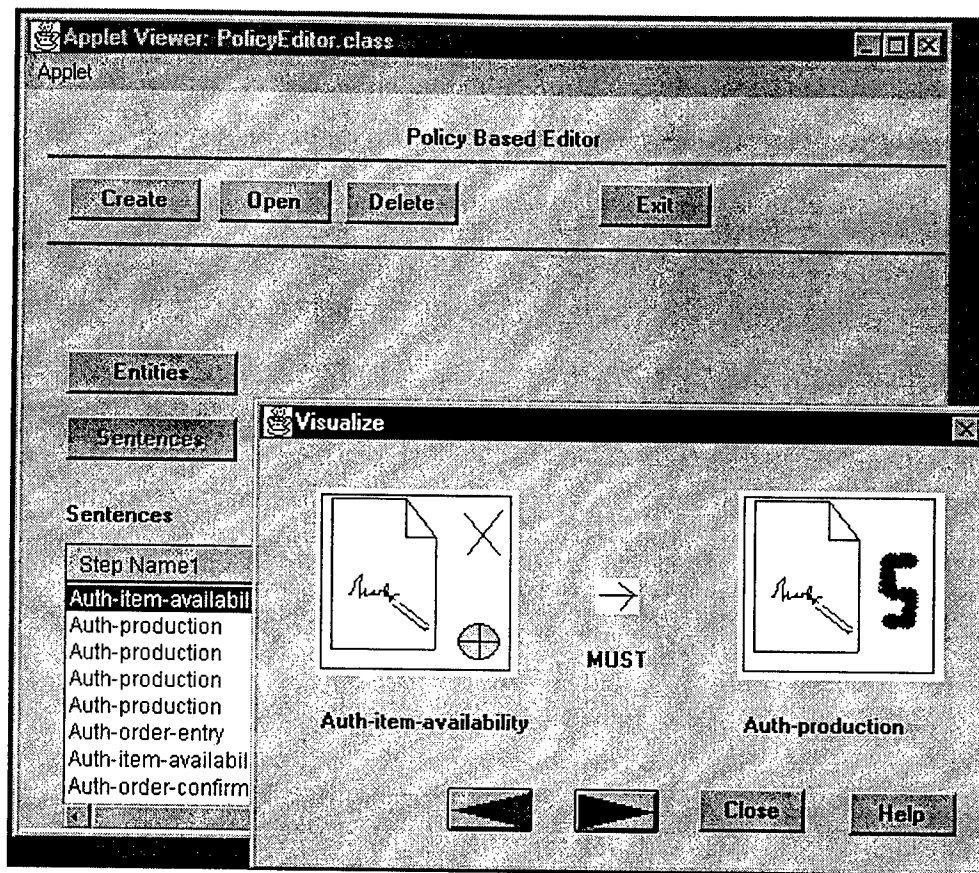 Applet Viewer: PolicyEditor.class
Applet
Policy Based Editor
Create Open Delete Exit
Entities
Sentences
Sentences
Step Name1
Auth-item-availabil
Auth-production
Auth-production
Auth-production
Auth-production
Auth-order-entry
Auth-item-availabil
Auth-order-confirm
Visualize
S
MUST
Auth-item-availability Auth-production
Close Help